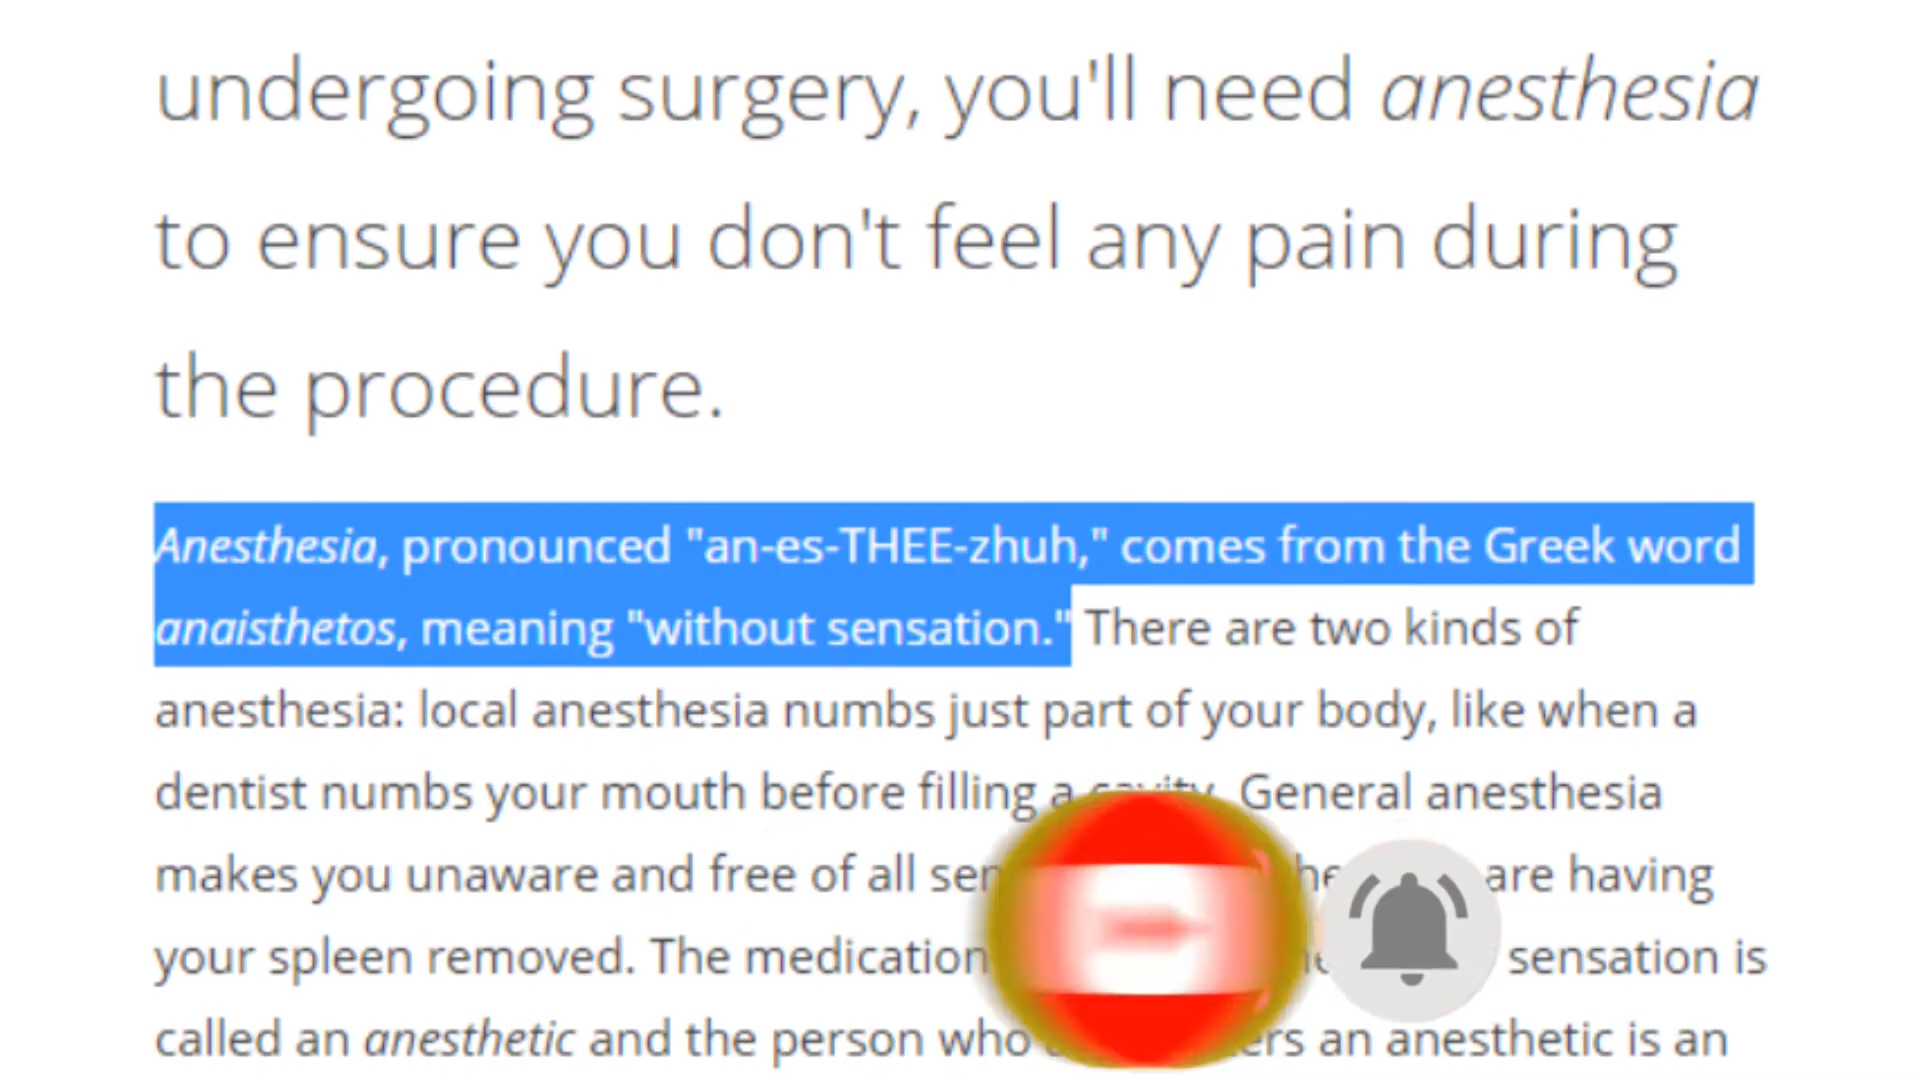 undergoing surgery, you'll need anesthesia
to ensure you don't feel any pain during
the procedure.
Anesthesia, pronounced "an-es-THEE-zhuh," comes from the Greek word
anaisthetos, meaning "without sensation." There are two kinds of
anesthesia: local anesthesia numbs just part of your body, like when a
dentist numbs your mouth before filling a cavity. General anesthesia
makes you unaware and free of all are having
your spleen removed. The medication sensation is
called an anesthetic and the person who an anesthetic is an